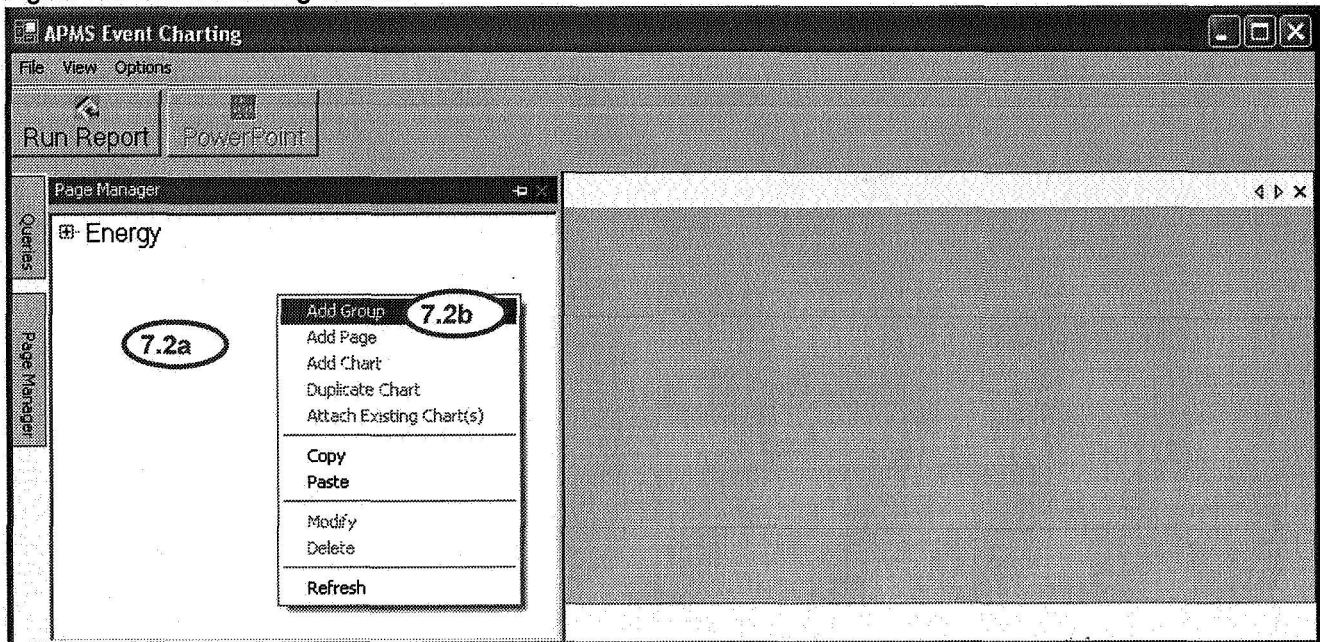 APMS Event Charting
File View Options
Run Report PowerPoint
Page Manager
Queries
Page Manager
Energy
7.2a
Add Group 7.2b
Add Page
Add Chart
Duplicate Chart
Attach Existing Chart(s)
Copy
Paste
Modify
Delete
Refresh